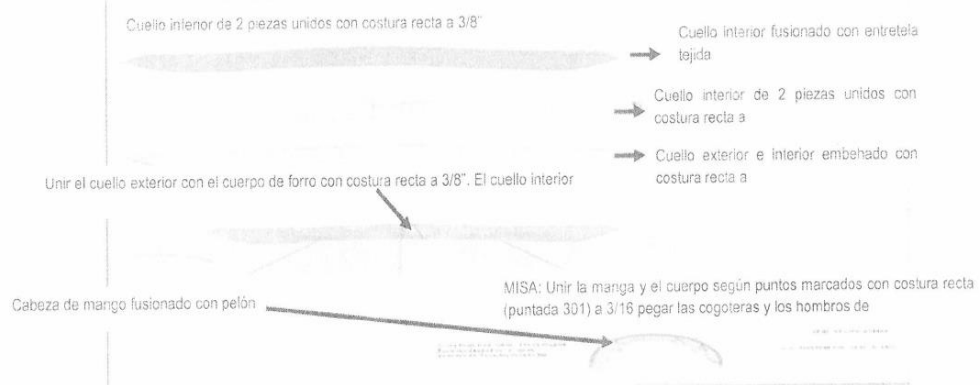 Cuello interior de 2 piezas unidos con costura recta a 3/8"
Cuello interior fusionado con entretela
tejida
Cuello interior de 2 piezas unidos con
costura recta a
Cuello exterior e interior embehado con
costura recta a
Unir el cuello exterior con el cuerpo de forro con costura recta a 3/8". El cuello interior
MISA: Unir la manga y el cuerpo según puntos marcados con costura recta
(puntada 301) a 3/16 pegar las cogoteras y los hombros de
Cabeza de mango fusionado con pelón